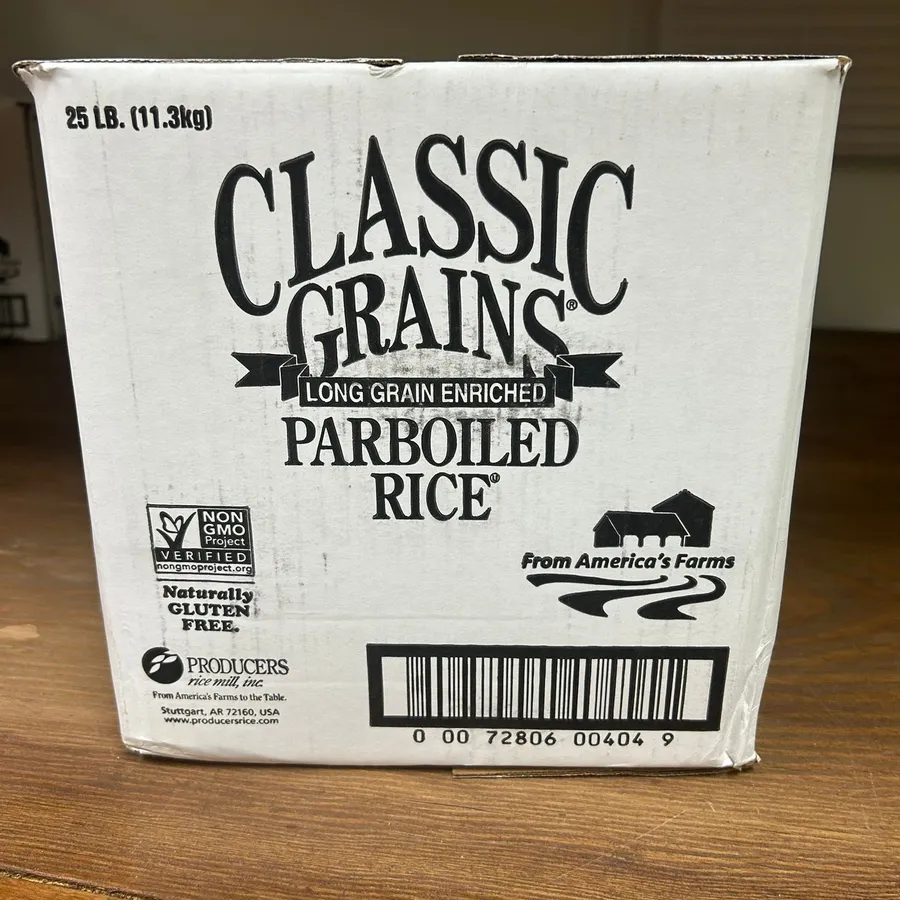 25 LB. (11.3kg)
CLASSIC
GRAINS®
LONG GRAIN ENRICHED
PARBOILED
RICE
NON
GMO
Project
VERIFIED
nongmoproject.org
Naturally
GLUTEN
FREE.
From America's Farms
PRODUCERS
rice mill, inc.
From America's Farms to the Table.
Stuttgart, AR 72160, USA
www.producersrice.com
0 00 72806 00404 9